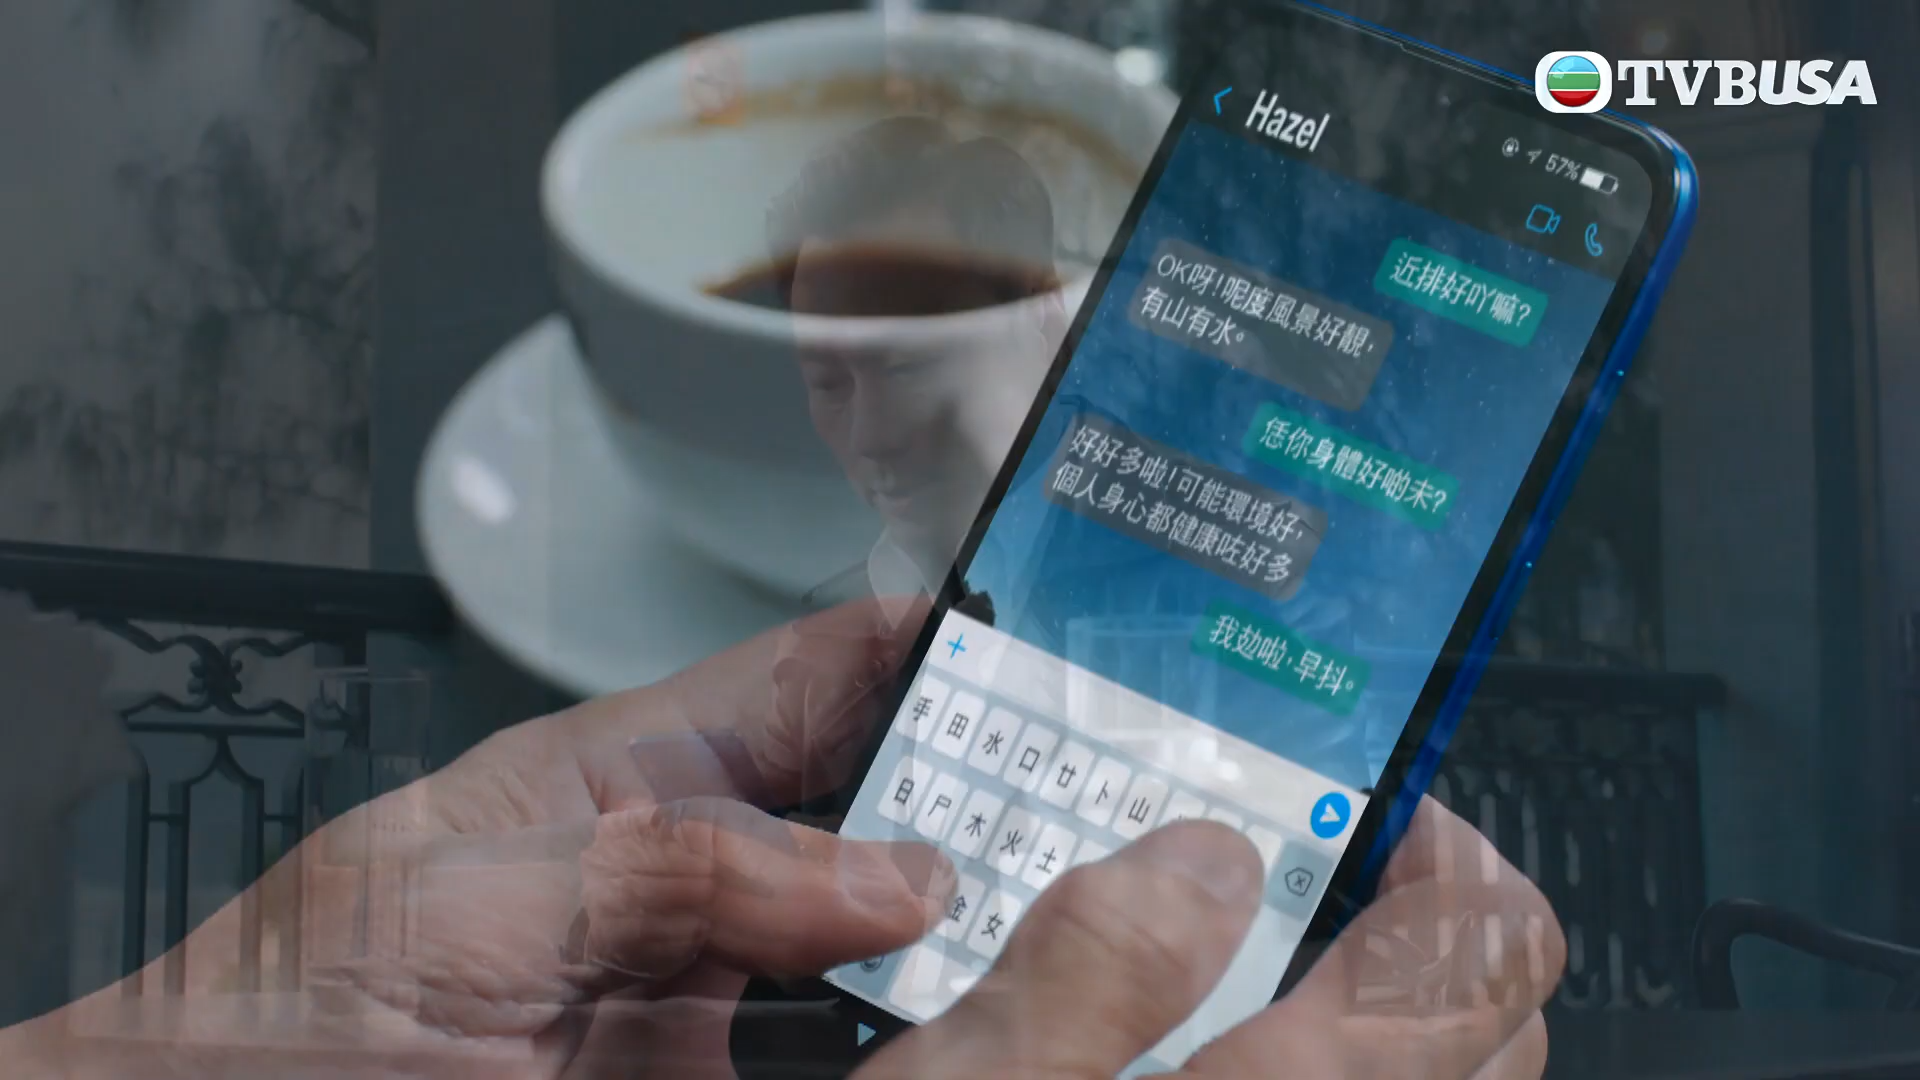 TVBUSA
Hazel
57%
近排好吖嘛?
OK呀!呢度風景好靚,
有山有水。
恁你身體好啲未?
好好多啦!可能環境好,
個人身心都健康咗好多
我攰啦,早抖。
手田水口廿卜山
日尸木火土
金女